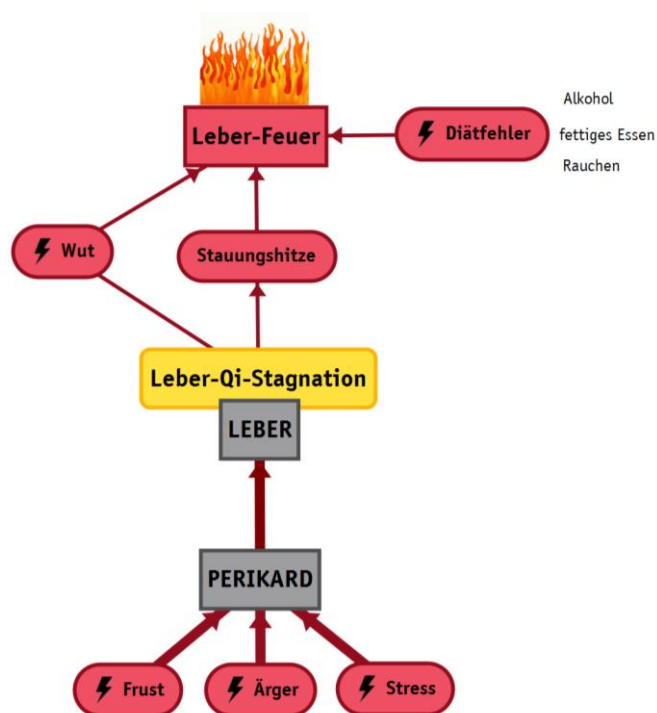 Alkohol
Leber-Feuer
Diätfehler
fettiges Essen
Rauchen
Wut
Stauungshitze
Leber-Qi-Stagnation
LEBER
PERIKARD
Frust
Ärger
Stress